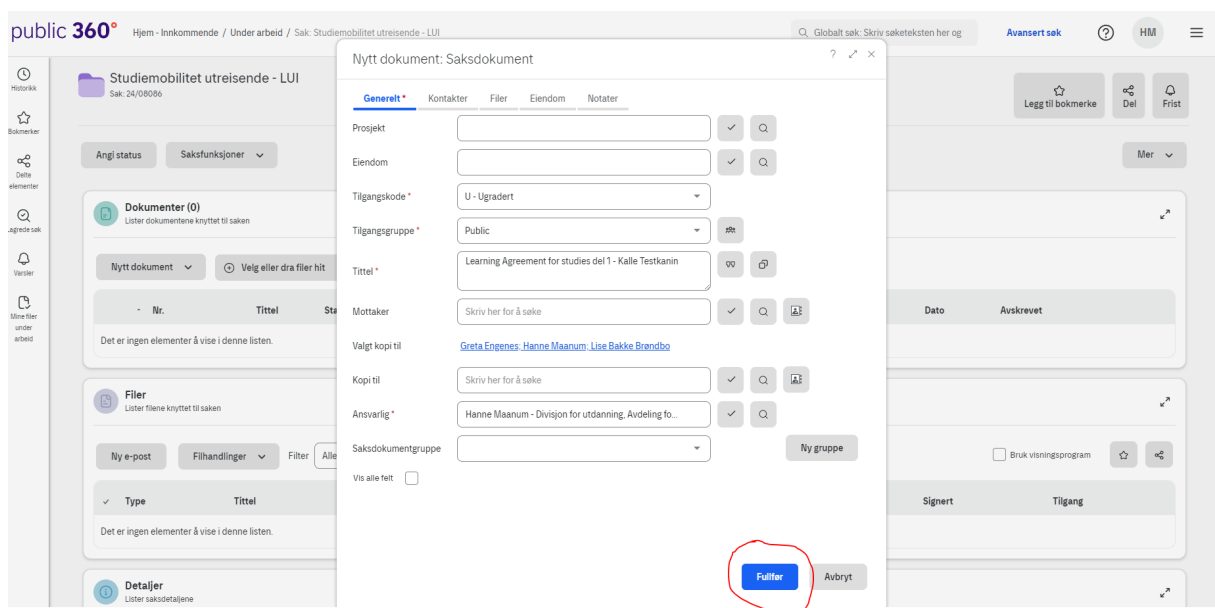 public 360°
Hjem - Innkommende / Under arbeid / Sak: Studiemobilitet utreisende - LUI
Globalt søk: Skriv søketeksten her og
Avansert søk
?
HM
Historikk
Bokmerker
Delte
elementer
Lagrede søk
Varsler
Mine filer
under
arbeid
Studiemobilitet utreisende - LUI
Sak: 24/08086
Legg til bokmerke
Del
Frist
Angi status
Saksfunksjoner
Mer
Dokumenter (0)
Lister dokumentene knyttet til saken
Nytt dokument
Velg eller dra filer hit
- Nr.
Tittel
Sta
Dato
Avskrevet
Det er ingen elementer å vise i denne listen.
Filer
Lister filene knyttet til saken
Ny e-post
Filhandlinger
Filter
Alle
Bruk visningsprogram
Type
Tittel
Signert
Tilgang
Det er ingen elementer å vise i denne listen.
Detaljer
Lister saksdetaljene
Nytt dokument: Saksdokument
?
Generelt *
Kontakter
Filer
Eiendom
Notater
Prosjekt
Eiendom
Tilgangskode *
U - Ugradert
Tilgangsgruppe *
Public
Tittel *
Learning Agreement for studies del 1 - Kalle Testkanin
Mottaker
Skriv her for å søke
Valgt kopi til
Greta Engenes; Hanne Maanum; Lise Bakke Brøndbo
Kopi til
Skriv her for å søke
Ansvarlig *
Hanne Maanum - Divisjon for utdanning, Avdeling fo...
Saksdokumentgruppe
Ny gruppe
Vis alle felt
Fullfør
Avbryt